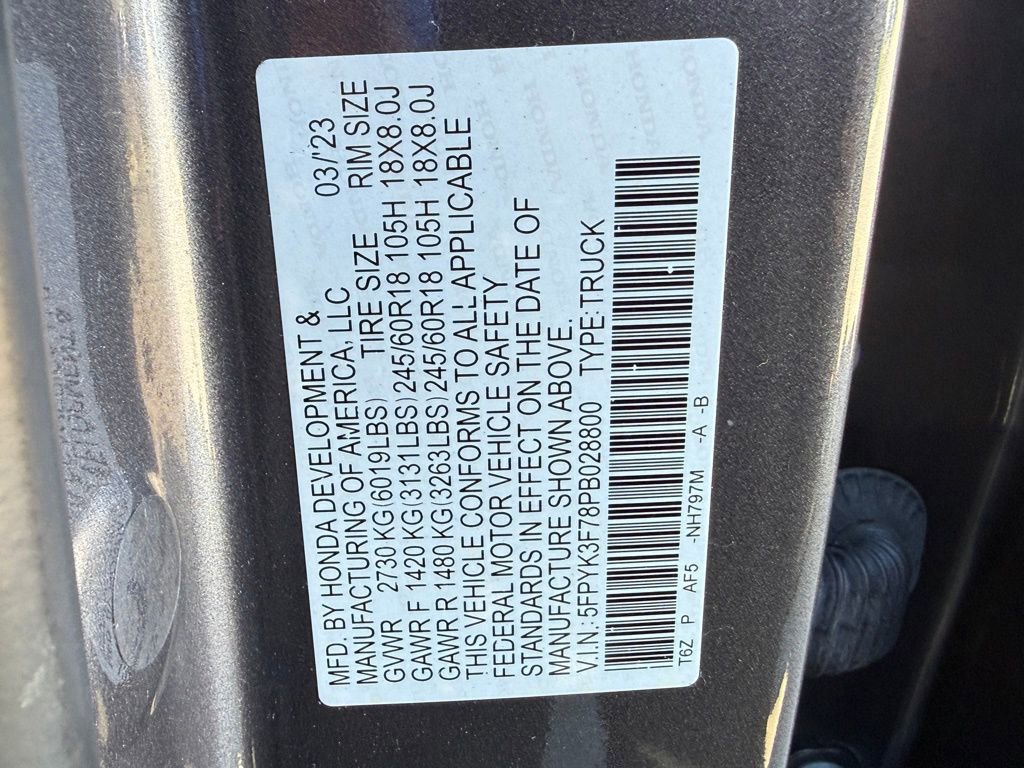 MFD. BY HONDA DEVELOPMENT & 03/'23
MANUFACTURING OF AMERICA, LLC
GVWR 2730 KG(6019LBS) TIRE SIZE RIM SIZE
GAWR F 1420 KG(3131LBS) 245/60R18 105H 18X8.0J
GAWR R 1480 KG(3263LBS) 245/60R18 105H 18X8.0J
THIS VEHICLE CONFORMS TO ALL APPLICABLE
FEDERAL MOTOR VEHICLE SAFETY
STANDARDS IN EFFECT ON THE DATE OF
MANUFACTURE SHOWN ABOVE.
V.I.N.: 5FPYK3F78PB028800 TYPE:TRUCK
T6Z P AF5 -NH797M -A -B